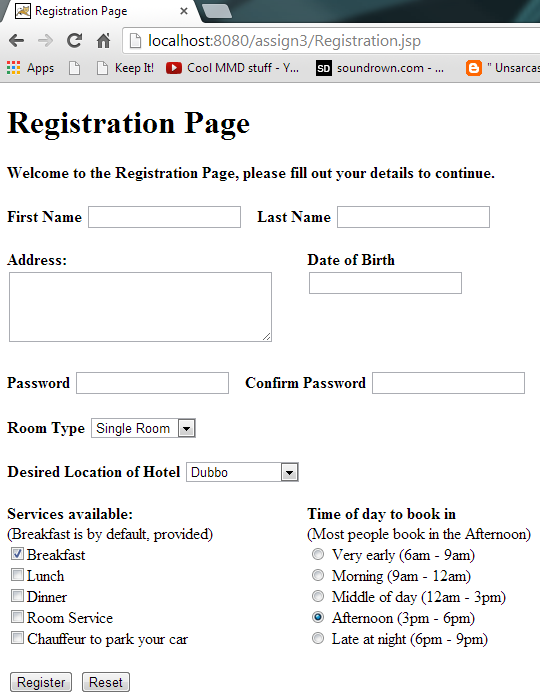 Registration Page
localhost:8080/assign3/Registration.jsp
Apps Keep It! Cool MMD stuff - Y... SD soundrown.com - ... " Unsarcas
Registration Page
Welcome to the Registration Page, please fill out your details to continue.
First Name Last Name
Address: Date of Birth
Password Confirm Password
Room Type Single Room
Desired Location of Hotel Dubbo
Services available: Time of day to book in
(Breakfast is by default, provided) (Most people book in the Afternoon)
Breakfast Very early (6am - 9am)
Lunch Morning (9am - 12am)
Dinner Middle of day (12am - 3pm)
Room Service Afternoon (3pm - 6pm)
Chauffeur to park your car Late at night (6pm - 9pm)
Register Reset